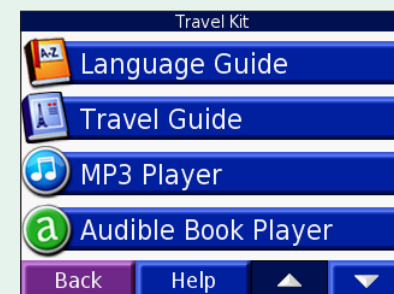 Travel Kit
A-Z
Language Guide
Travel Guide
MP3 Player
a
Audible Book Player
Back Help